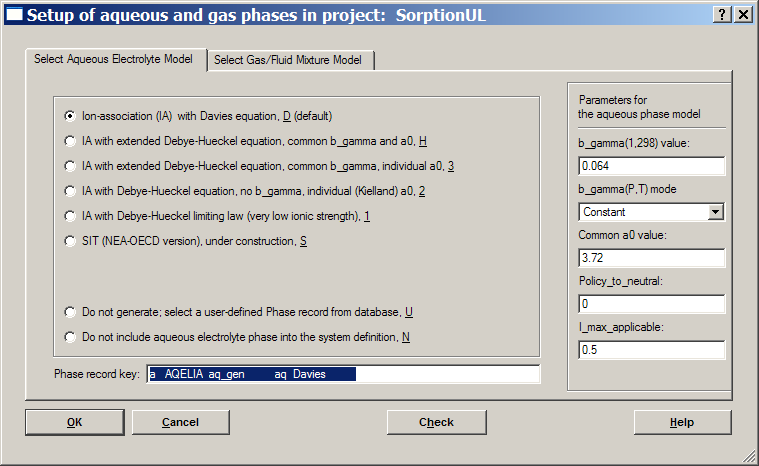 Setup of aqueous and gas phases in project: SorptionUL
Select Aqueous Electrolyte Model
Select Gas/Fluid Mixture Model
Ion-association (IA) with Davies equation, D (default)
IA with extended Debye-Hueckel equation, common b_gamma and a0, H
IA with extended Debye-Hueckel equation, common b_gamma, individual a0, 3
IA with Debye-Hueckel equation, no b_gamma, individual (Kielland) a0, 2
IA with Debye-Hueckel limiting law (very low ionic strength), 1
SIT (NEA-OECD version), under construction, S
Do not generate; select a user-defined Phase record from database, U
Do not include aqueous electrolyte phase into the system definition, N
Phase record key:
a AQELIA aq_gen aq Davies
Parameters for
the aqueous phase model
b_gamma(1,298) value:
0.064
b_gamma(P,T) mode
Constant
Common a0 value:
3.72
Policy_to_neutral:
0
I_max_applicable:
0.5
OK
Cancel
Check
Help